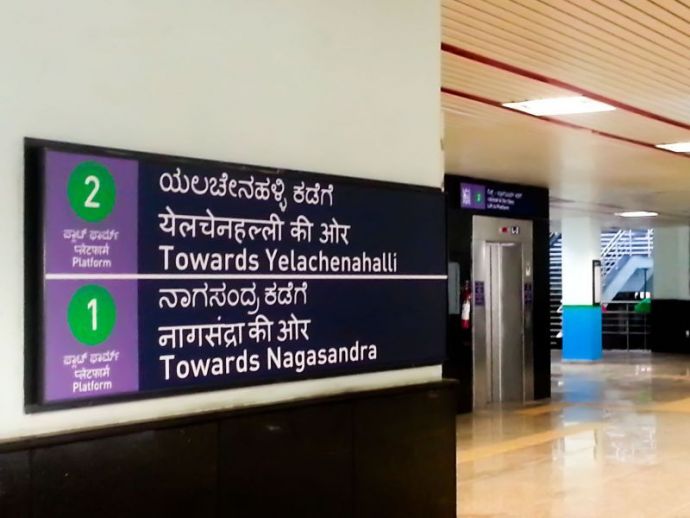 2
ಪ್ಲಾಟ್ ಫಾರ್ಮ್
प्लेटफार्म
Platform
ಯಲಚೇನಹಳ್ಳಿ ಕಡೆಗೆ
येलचेनहल्ली की ओर
Towards Yelachenahalli
1
ಪ್ಲಾಟ್ ಫಾರ್ಮ್
प्लेटफार्म
Platform
ನಾಗಸಂದ್ರ ಕಡೆಗೆ
नागसंद्रा की ओर
Towards Nagasandra